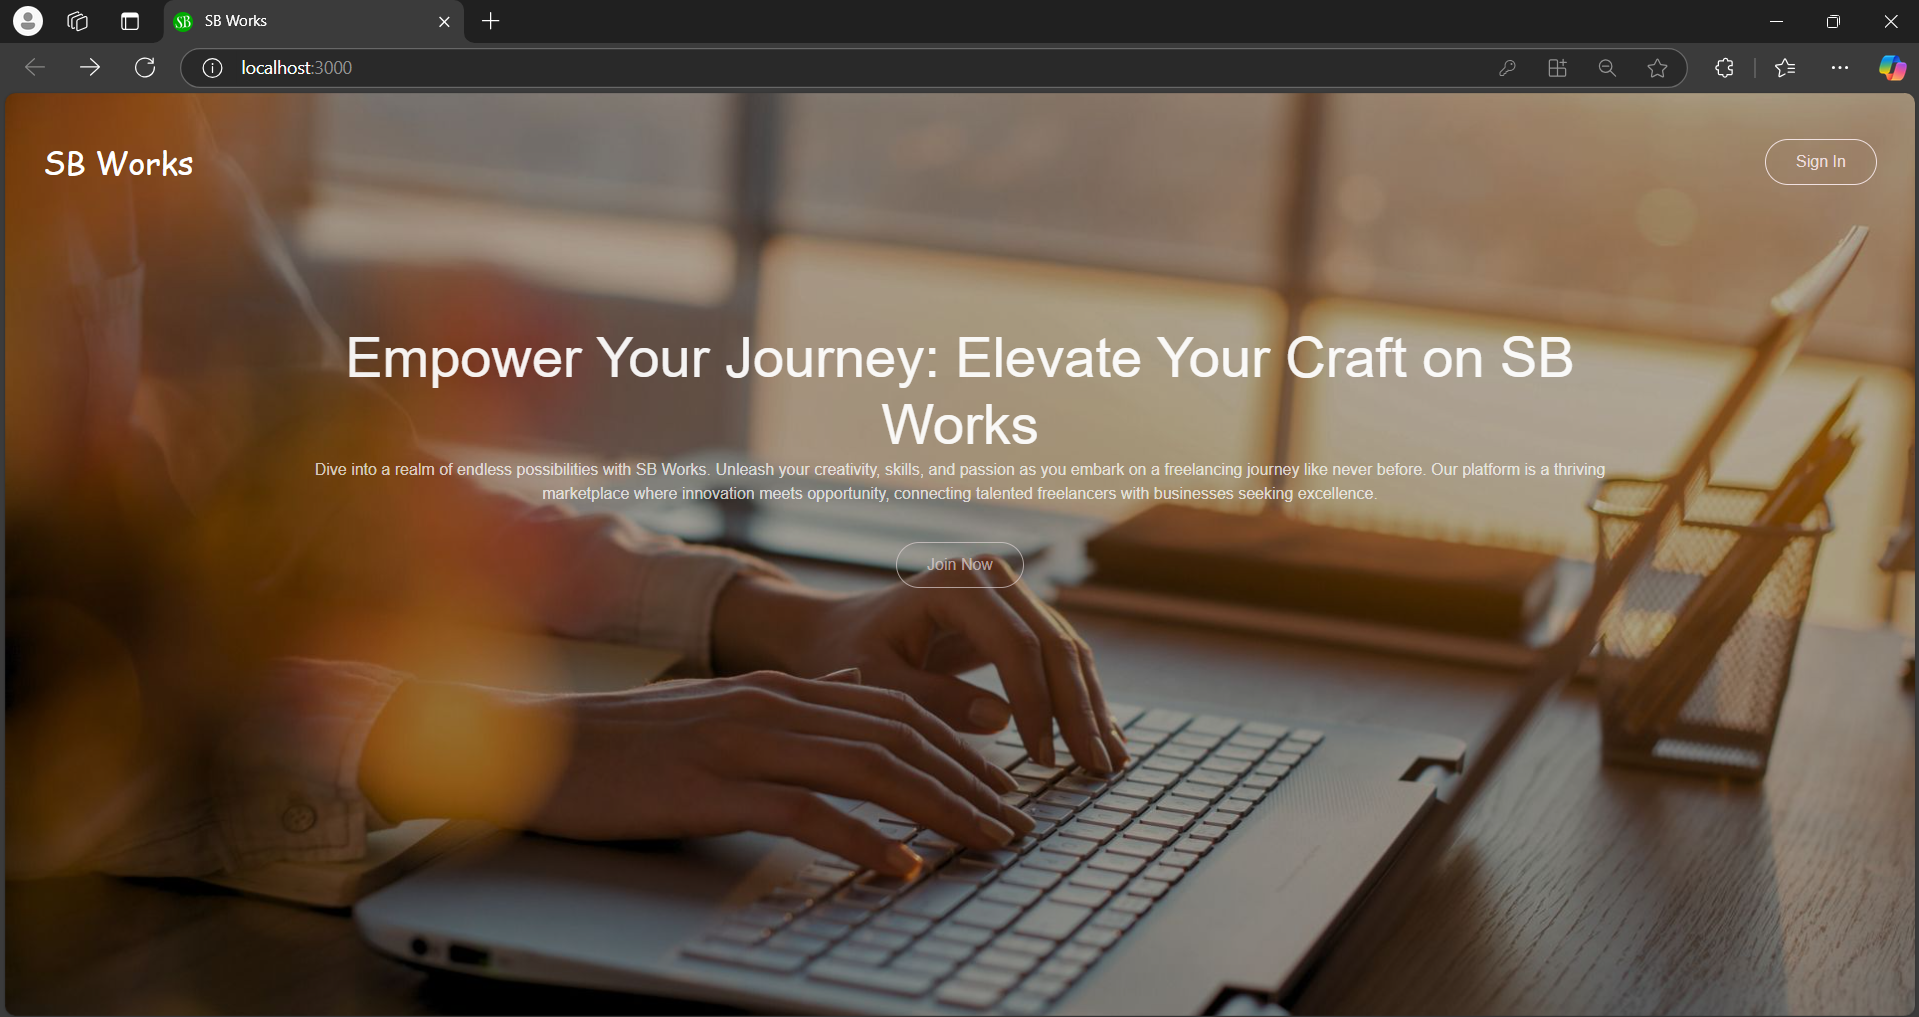 SB SB Works
localhost:3000
SB Works
Sign In
Empower Your Journey: Elevate Your Craft on SB
Works
Dive into a realm of endless possibilities with SB Works. Unleash your creativity, skills, and passion as you embark on a freelancing journey like never before. Our platform is a thriving
marketplace where innovation meets opportunity, connecting talented freelancers with businesses seeking excellence.
Join Now